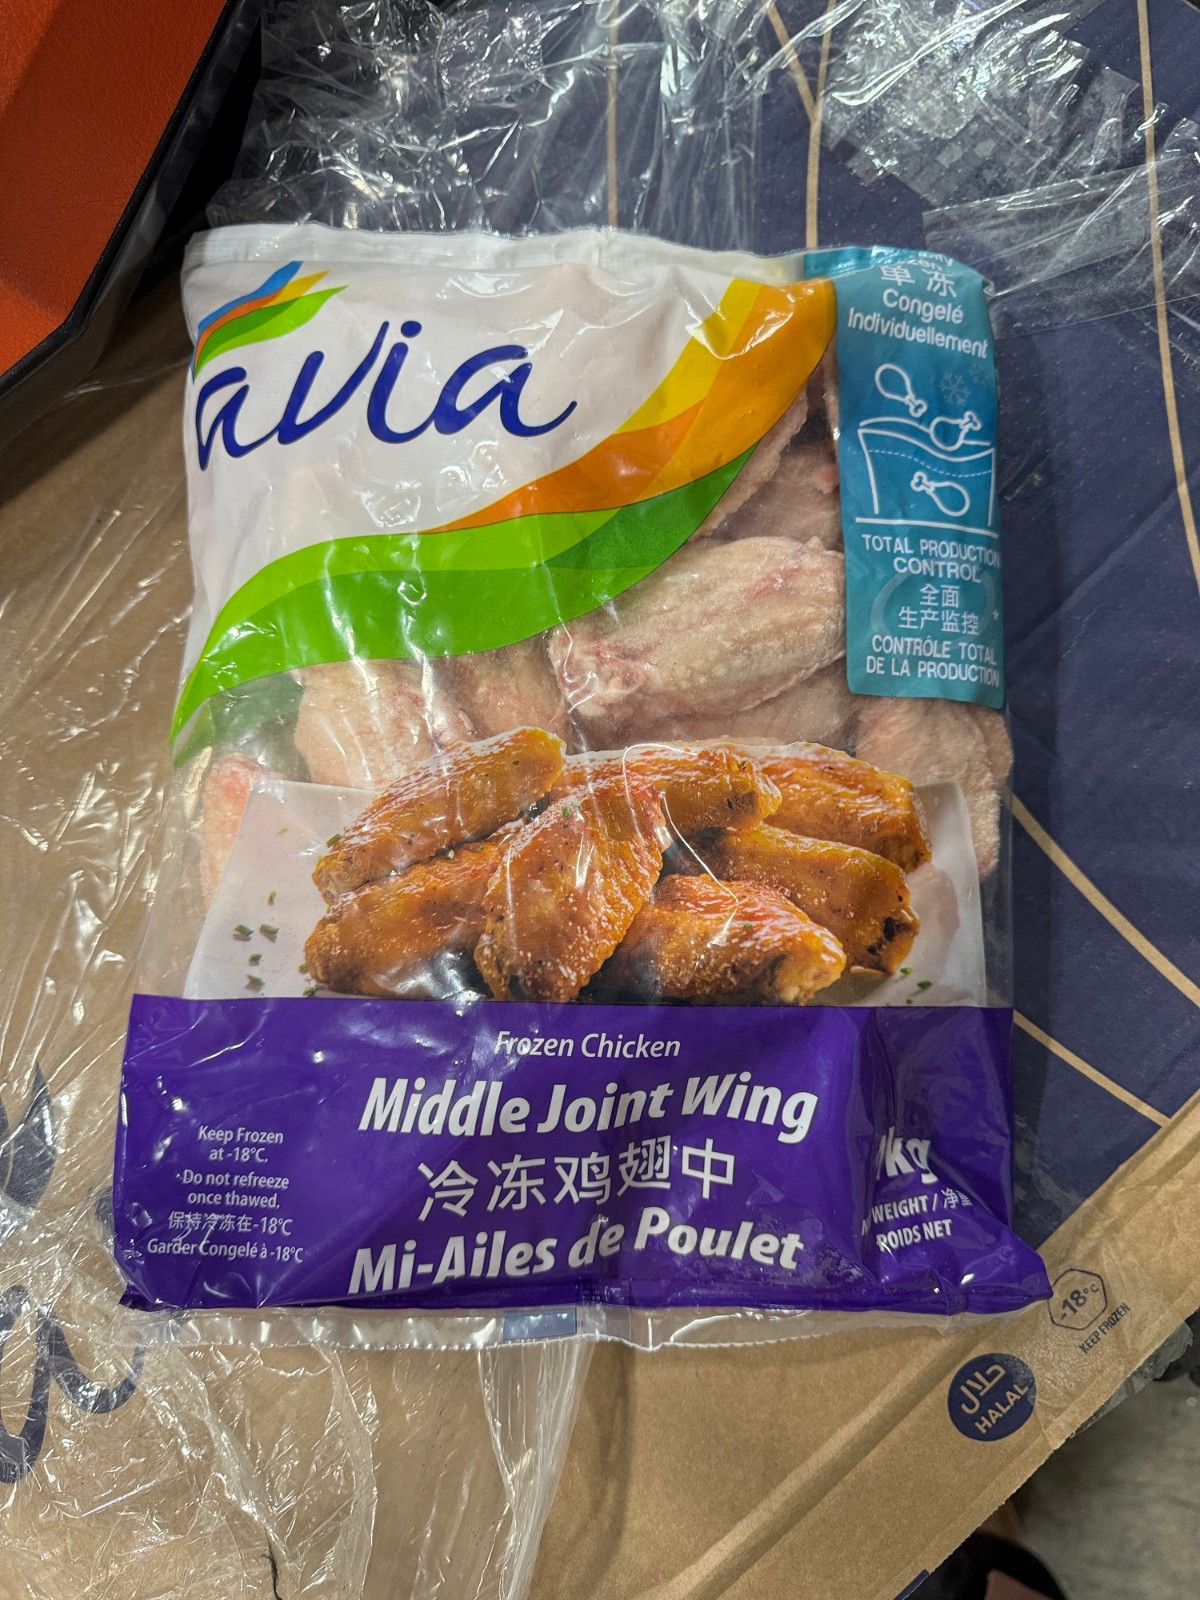 avia
单冻
Congelé
Individuellement
TOTAL PRODUCTION
CONTROL
全面
生产监控*
CONTRÔLE TOTAL
DE LA PRODUCTION
Frozen Chicken
Middle Joint Wing
冷冻鸡翅中
Mi-Ailes de Poulet
Keep Frozen
at -18°C.
Do not refreeze
once thawed.
保持冷冻在-18℃
Garder Congelé à -18°C
kg
WEIGHT / 净重
POIDS NET
-18°C
KEEP FROZEN
حلال
HALAL